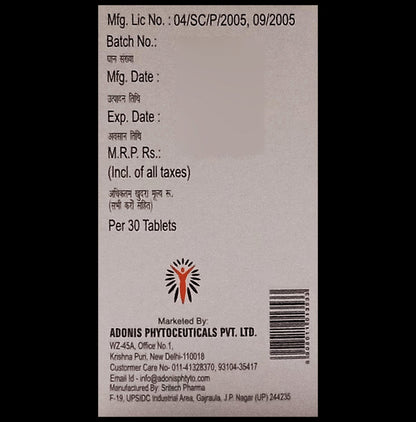 Mfg. Lic No. : 04/SC/P/2005, 09/2005
Batch No.:
पान संख्या
Mfg. Date :
उत्पादन तिथि
Exp. Date :
अवसान तिथि
M.R.P. Rs.:
(Incl. of all taxes)
अधिकतम खुदरा मूल्य रू.
(सभी करों सहित)
Per 30 Tablets
Marketed By:
ADONIS PHYTOCEUTICALS PVT. LTD.
WZ-45A, Office No.1,
Krishna Puri, New Delhi-110018
Custormer Care No- 011-41328370, 93104-35417
Email Id - info@adonisphyto.com
Manufactured By: Sritech Pharma
F-19, UPSIDC Industrial Area, Gajraula, J.P. Nagar (UP) 244235